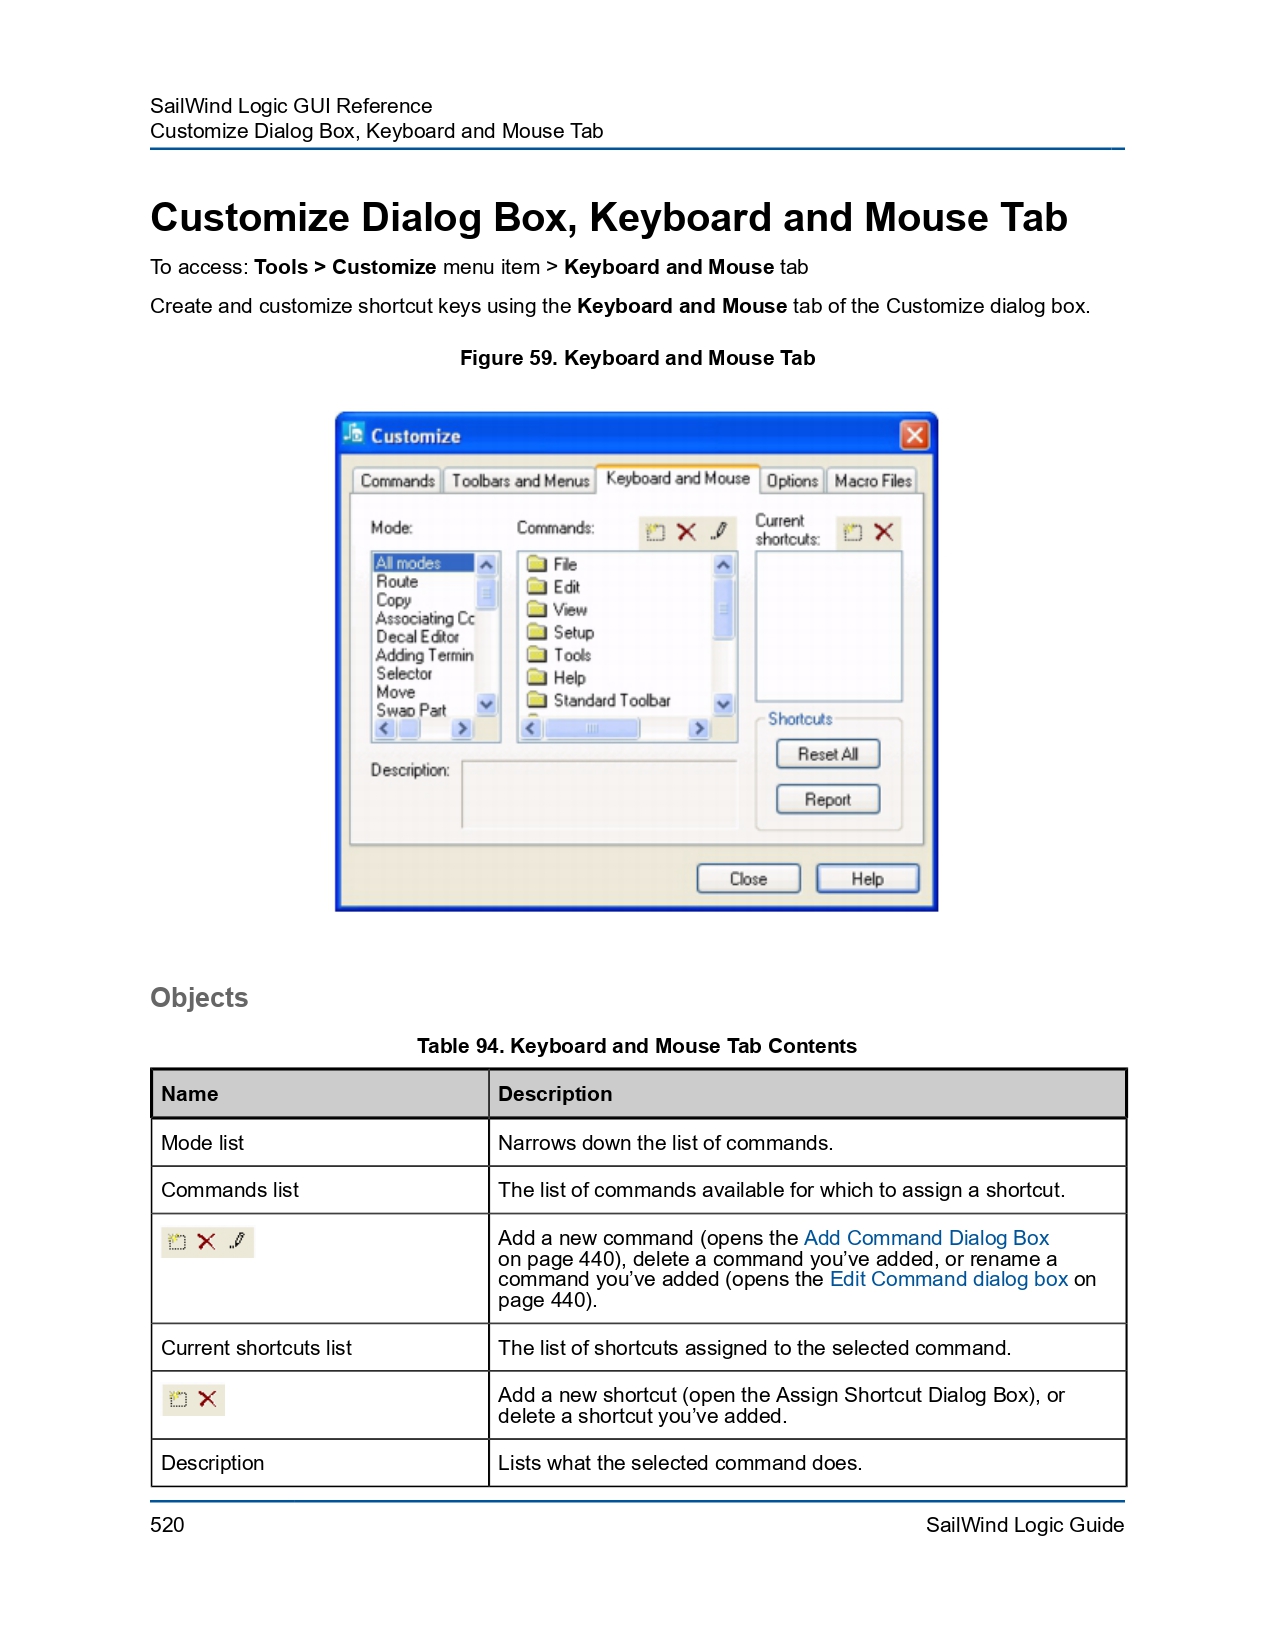 SailWind Logic GUI Reference
Customize Dialog Box, Keyboard and Mouse Tab
Customize Dialog Box, Keyboard and Mouse Tab
To access: Tools > Customize menu item > Keyboard and Mouse tab
Create and customize shortcut keys using the Keyboard and Mouse tab of the Customize dialog box.
Figure 59. Keyboard and Mouse Tab
Customize
Commands Toolbars and Menus Keyboard and Mouse Options Macro Files
Mode:
Commands:
Current
shortcuts:
All modes
Route
Copy
Associating Cc
Decal Editor
Adding Termin
Selector
Move
Swap Part
File
Edit
View
Setup
Tools
Help
Standard Toolbar
Shortcuts
Reset All
Report
Description:
Close
Help
Objects
Table 94. Keyboard and Mouse Tab Contents
Name Description
Mode list Narrows down the list of commands.
Commands list The list of commands available for which to assign a shortcut.
Add a new command (opens the Add Command Dialog Box
on page 440), delete a command you’ve added, or rename a
command you’ve added (opens the Edit Command dialog box on
page 440).
Current shortcuts list The list of shortcuts assigned to the selected command.
Add a new shortcut (open the Assign Shortcut Dialog Box), or
delete a shortcut you’ve added.
Description Lists what the selected command does.
520 SailWind Logic Guide